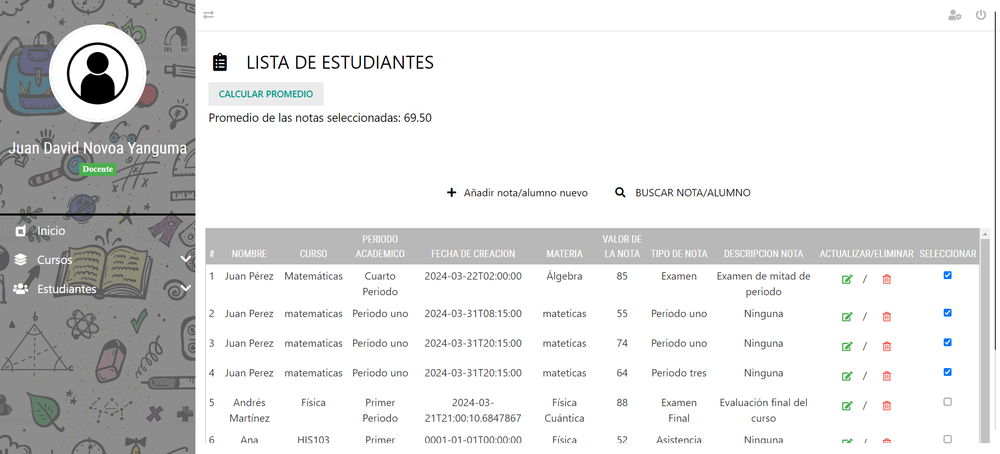 Juan David Novoa Yanguma
Docente
Inicio
Cursos
Estudiantes
LISTA DE ESTUDIANTES
CALCULAR PROMEDIO
Promedio de las notas seleccionadas: 69.50
Añadir nota/alumno nuevo BUSCAR NOTA/ALUMNO
# NOMBRE CURSO PERIODO ACADEMICO FECHA DE CREACION MATERIA VALOR DE LA NOTA TIPO DE NOTA DESCRIPCION NOTA ACTUALIZAR/ELIMINAR SELECCIONAR
1 Juan Pérez Matemáticas Cuarto Periodo 2024-03-22T02:00:00 Álgebra 85 Examen Examen de mitad de periodo /
2 Juan Perez matematicas Periodo uno 2024-03-31T08:15:00 mateticas 55 Periodo uno Ninguna /
3 Juan Perez matematicas Periodo uno 2024-03-31T20:15:00 mateticas 74 Periodo uno Ninguna /
4 Juan Perez matematicas Periodo uno 2024-03-31T20:15:00 mateticas 64 Periodo tres Ninguna /
5 Andrés Martínez Física Primer Periodo 2024-03-21T21:00:10.6847867 Física Cuántica 88 Examen Final Evaluación final del curso /
6 Ana HIS103 Primer 0001-01-01T00:00:00 Física 52 Asistencia Ninguna /